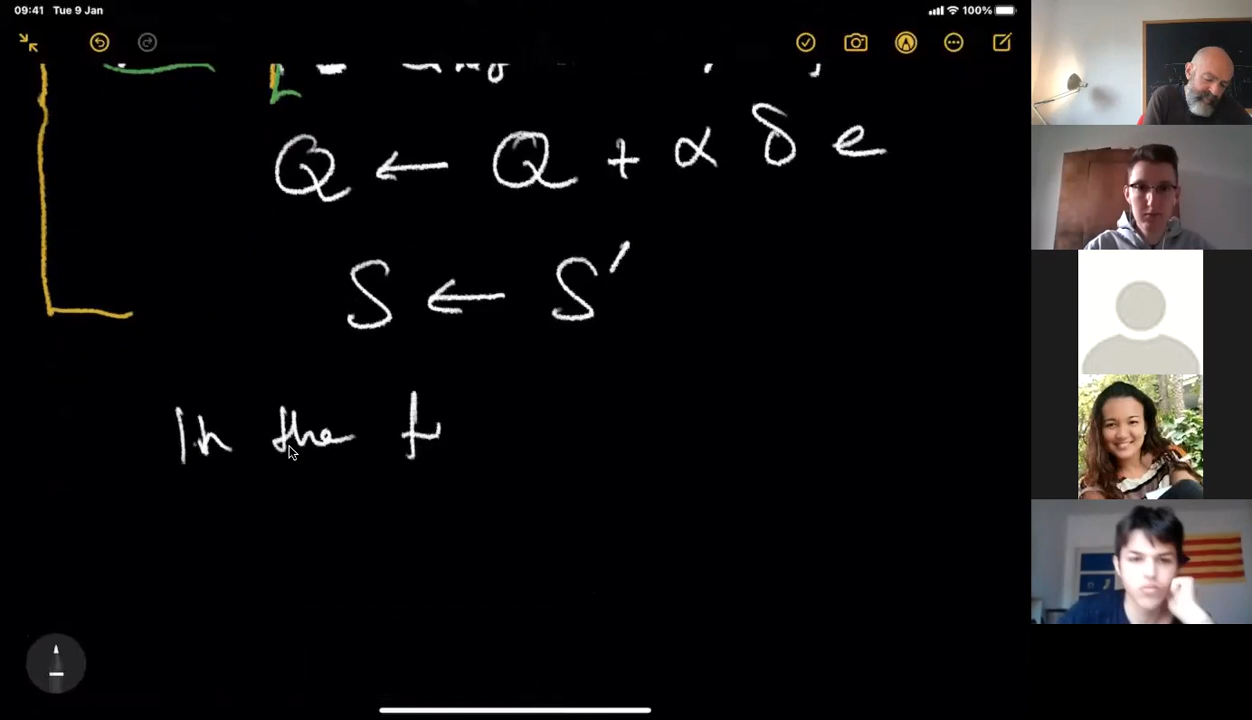 09:41 Tue 9 Jan 100%
Q ← Q + α δ e
S ← S'
In the f